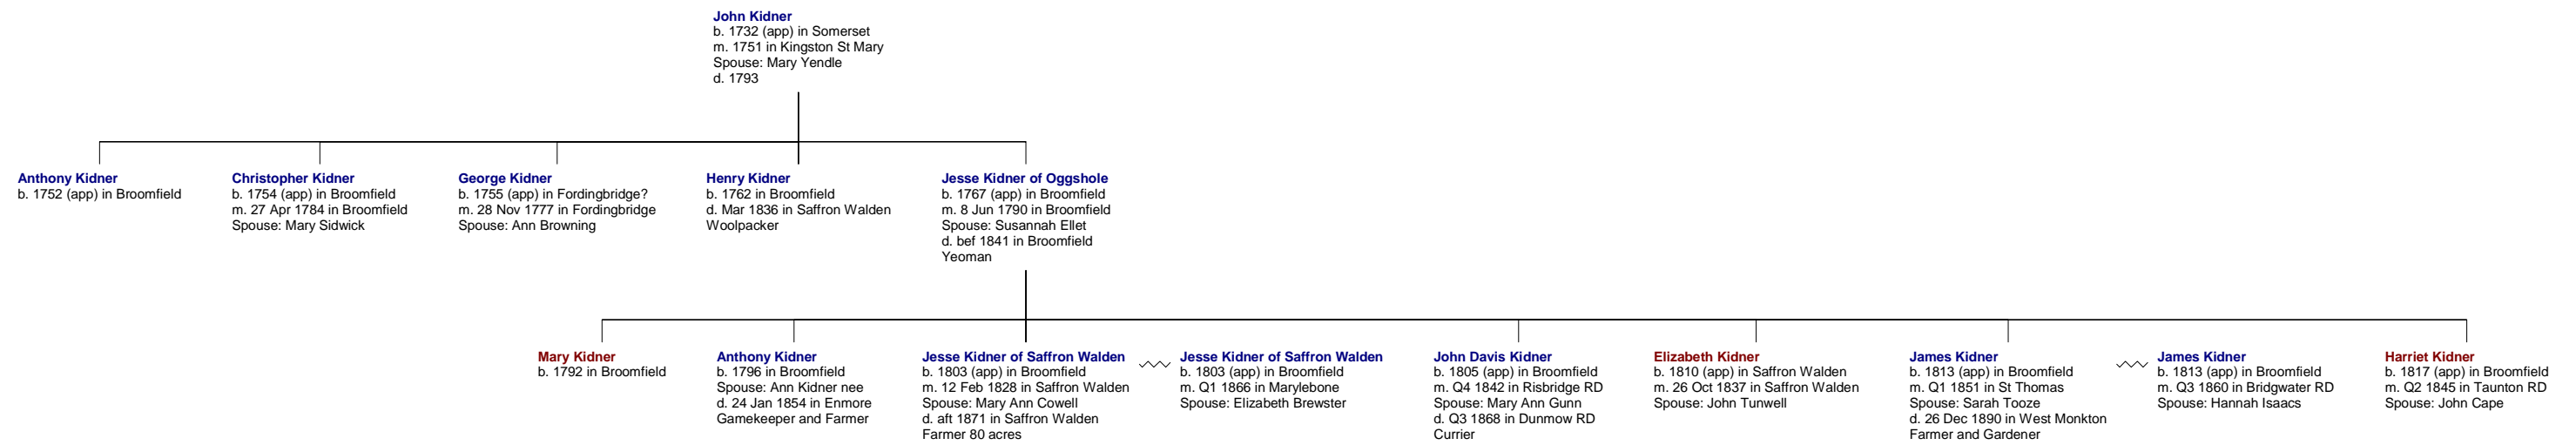 John Kidner
b. 1732 (app) in Somerset
m. 1751 in Kingston St Mary
Spouse: Mary Yendle
d. 1793
Anthony Kidner
b. 1752 (app) in Broomfield
Christopher Kidner
b. 1754 (app) in Broomfield
m. 27 Apr 1784 in Broomfield
Spouse: Mary Sidwick
George Kidner
b. 1755 (app) in Fordingbridge?
m. 28 Nov 1777 in Fordingbridge
Spouse: Ann Browning
Henry Kidner
b. 1762 in Broomfield
d. Mar 1836 in Saffron Walden
Woolpacker
Jesse Kidner of Oggshole
b. 1767 (app) in Broomfield
m. 8 Jun 1790 in Broomfield
Spouse: Susannah Ellet
d. bef 1841 in Broomfield
Yeoman
Mary Kidner
b. 1792 in Broomfield
Anthony Kidner
b. 1796 in Broomfield
Spouse: Ann Kidner nee
d. 24 Jan 1854 in Enmore
Gamekeeper and Farmer
Jesse Kidner of Saffron Walden
b. 1803 (app) in Broomfield
m. 12 Feb 1828 in Saffron Walden
Spouse: Mary Ann Cowell
d. aft 1871 in Saffron Walden
Farmer 80 acres
Jesse Kidner of Saffron Walden
b. 1803 (app) in Broomfield
m. Q1 1866 in Marylebone
Spouse: Elizabeth Brewster
John Davis Kidner
b. 1805 (app) in Broomfield
m. Q4 1842 in Risbridge RD
Spouse: Mary Ann Gunn
d. Q3 1868 in Dunmow RD
Currier
Elizabeth Kidner
b. 1810 (app) in Saffron Walden
m. 26 Oct 1837 in Saffron Walden
Spouse: John Tunwell
James Kidner
b. 1813 (app) in Broomfield
m. Q1 1851 in St Thomas
Spouse: Sarah Tooze
d. 26 Dec 1890 in West Monkton
Farmer and Gardener
James Kidner
b. 1813 (app) in Broomfield
m. Q3 1860 in Bridgwater RD
Spouse: Hannah Isaacs
Harriet Kidner
b. 1817 (app) in Broomfield
m. Q2 1845 in Taunton RD
Spouse: John Cape